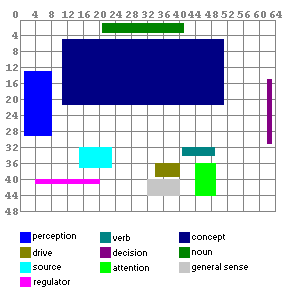 0 4 8 12 16 20 24 28 32 36 40 44 48 52 56 60 64
4
8
12
16
20
24
28
32
36
40
44
48
perception verb concept
drive decision noun
source attention general sense
regulator